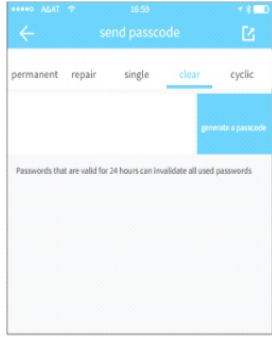 A&AT 16:59
send passcode
permanent repair single clear cyclic
generate a passcode
Passwords that are valid for 24 hours can invalidate all used passwords